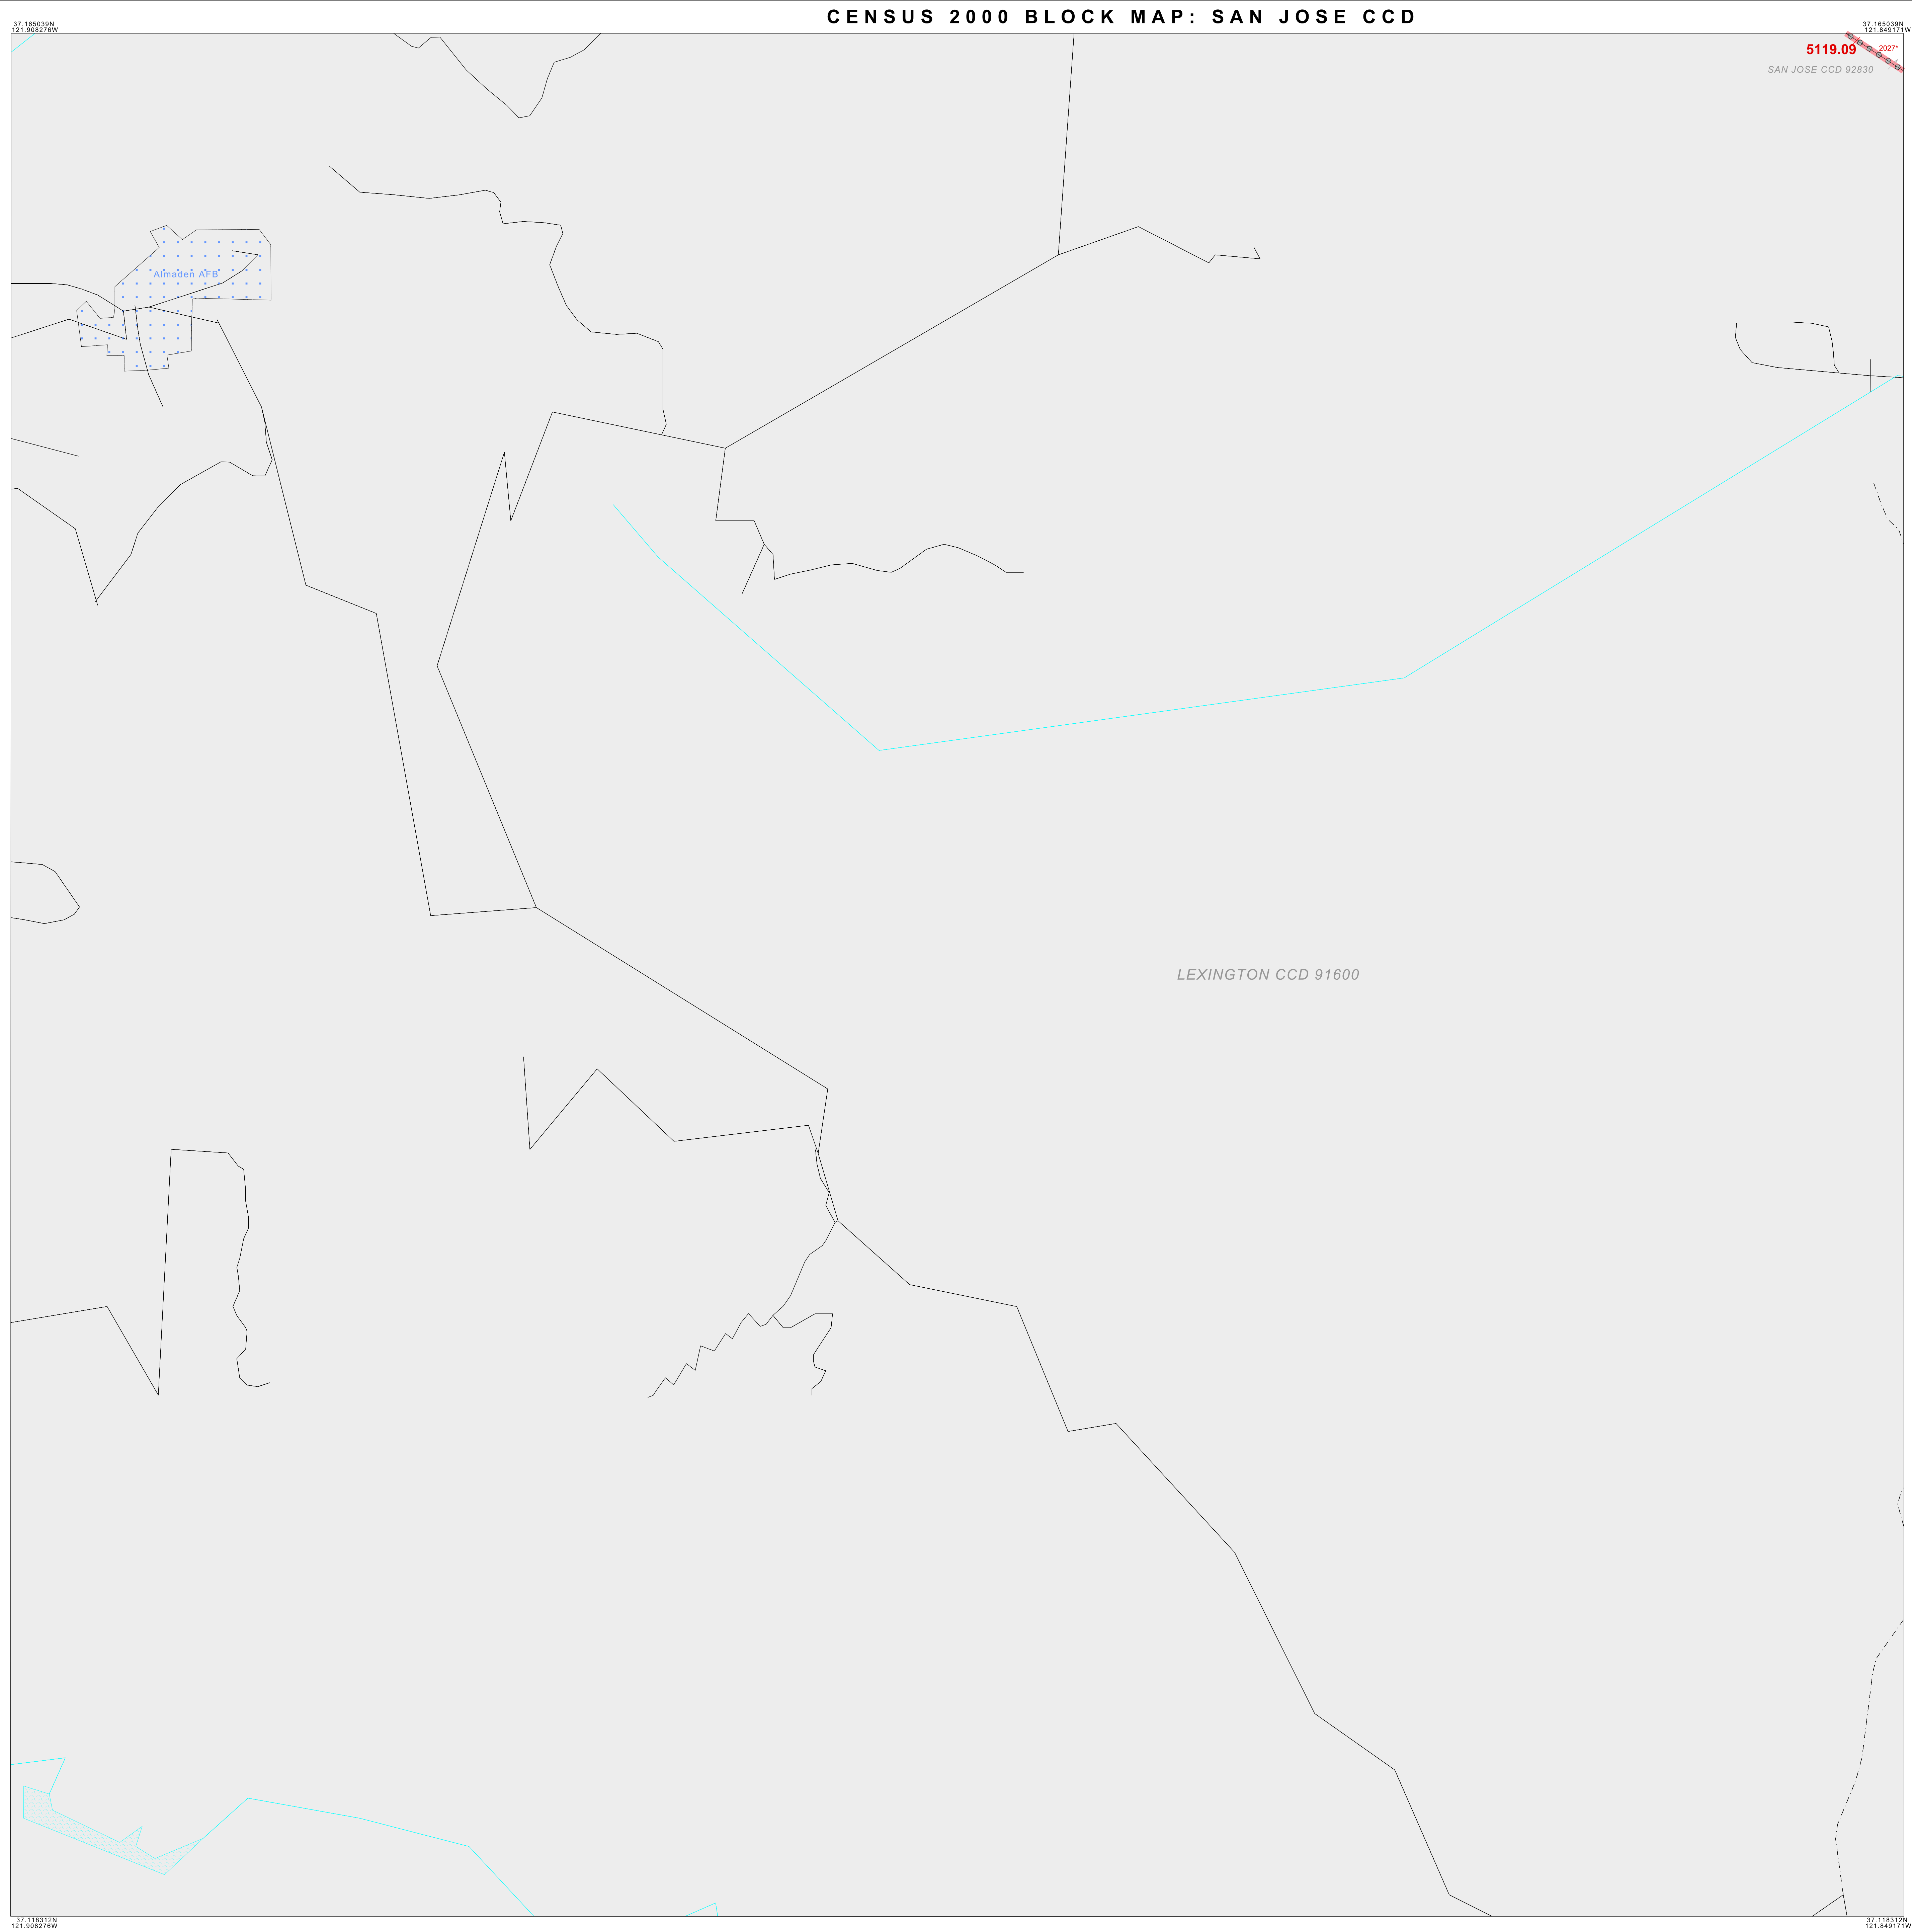 CENSUS 2000 BLOCK MAP: SAN JOSE CCD
37.165039N
121.908276W
37.165039N
121.849171W
5119.09
2027*
SAN JOSE CCD 92830
Almaden AFB
LEXINGTON CCD 91600
37.118312N
121.908276W
37.118312N
121.849171W